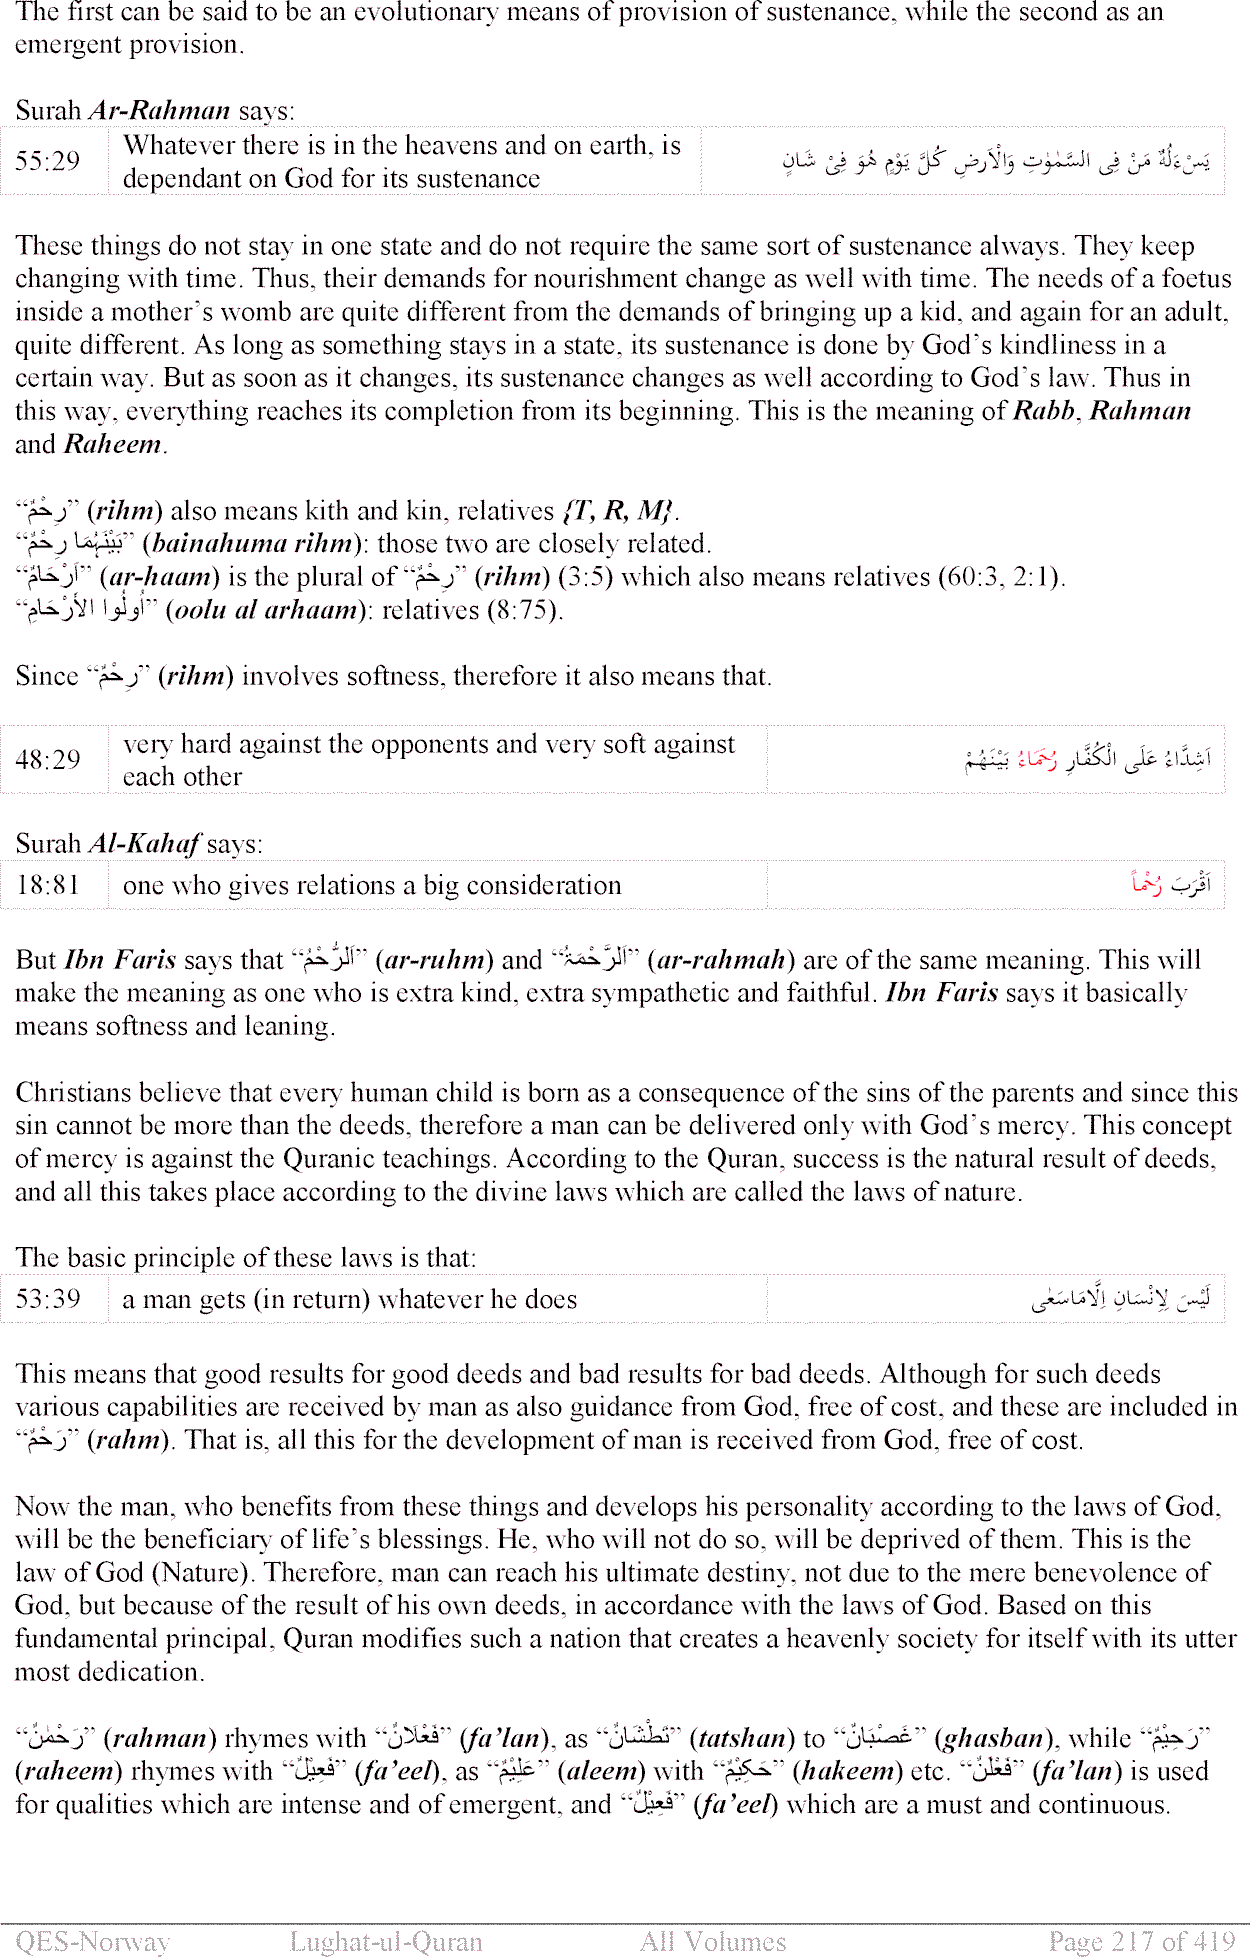 The first can be said to be an evolutionary means of provision of sustenance, while the second as an
emergent provision.
Surah Ar-Rahman says:
55:29 Whatever there is in the heavens and on earth, is dependant on God for its sustenance يَسْـَٔلُهٗ مَنْ فِى السَّمٰوٰتِ وَالْاَرضِ كُلَّ يَوْمٍ هُوَ فِىْ شَانٍ
These things do not stay in one state and do not require the same sort of sustenance always. They keep
changing with time. Thus, their demands for nourishment change as well with time. The needs of a foetus
inside a mother's womb are quite different from the demands of bringing up a kid, and again for an adult,
quite different. As long as something stays in a state, its sustenance is done by God's kindliness in a
certain way. But as soon as it changes, its sustenance changes as well according to God's law. Thus in
this way, everything reaches its completion from its beginning. This is the meaning of Rabb, Rahman
and Raheem.
“رِحْمٌ” (rihm) also means kith and kin, relatives {T, R, M}.
“بَيْنَہُمَا رِحْمٌ” (bainahuma rihm): those two are closely related.
“اَرْحَامٌ” (ar-haam) is the plural of “رِحْمٌ” (rihm) (3:5) which also means relatives (60:3, 2:1).
“اُولُوا الأَرْحَامِ” (oolu al arhaam): relatives (8:75).
Since “رِحْمٌ” (rihm) involves softness, therefore it also means that.
48:29 very hard against the opponents and very soft against each other اَشِدَّاءُ عَلَى الْكُفَّارِ رُحَمَاءُ بَيْنَهُمْ
Surah Al-Kahaf says:
18:81 one who gives relations a big consideration اَقْرَبَ رُحْماً
But Ibn Faris says that “اَلرُّحْمُ” (ar-ruhm) and “اَلرَّحْمَۃُ” (ar-rahmah) are of the same meaning. This will
make the meaning as one who is extra kind, extra sympathetic and faithful. Ibn Faris says it basically
means softness and leaning.
Christians believe that every human child is born as a consequence of the sins of the parents and since this
sin cannot be more than the deeds, therefore a man can be delivered only with God's mercy. This concept
of mercy is against the Quranic teachings. According to the Quran, success is the natural result of deeds,
and all this takes place according to the divine laws which are called the laws of nature.
The basic principle of these laws is that:
53:39 a man gets (in return) whatever he does لَيْسَ لِاِنْسَانِ اِلَّامَاسَعٰى
This means that good results for good deeds and bad results for bad deeds. Although for such deeds
various capabilities are received by man as also guidance from God, free of cost, and these are included in
“رَحْمٌ” (rahm). That is, all this for the development of man is received from God, free of cost.
Now the man, who benefits from these things and develops his personality according to the laws of God,
will be the beneficiary of life's blessings. He, who will not do so, will be deprived of them. This is the
law of God (Nature). Therefore, man can reach his ultimate destiny, not due to the mere benevolence of
God, but because of the result of his own deeds, in accordance with the laws of God. Based on this
fundamental principal, Quran modifies such a nation that creates a heavenly society for itself with its utter
most dedication.
“رَحْمٰنٌ” (rahman) rhymes with “فَعْلَانٌ” (fa'lan), as “تَطْشَانٌ” (tatshan) to “غَصْبَانٌ” (ghasban), while “رَحِيْمٌ”
(raheem) rhymes with “فَعِيْلٌ” (fa'eel), as “عَلِيْمٌ” (aleem) with “حَكِيْمٌ” (hakeem) etc. “فَعْلَنٌ” (fa'lan) is used
for qualities which are intense and of emergent, and “فَعِيْلٌ” (fa'eel) which are a must and continuous.
QES-Norway Lughat-ul-Quran All Volumes Page 217 of 419